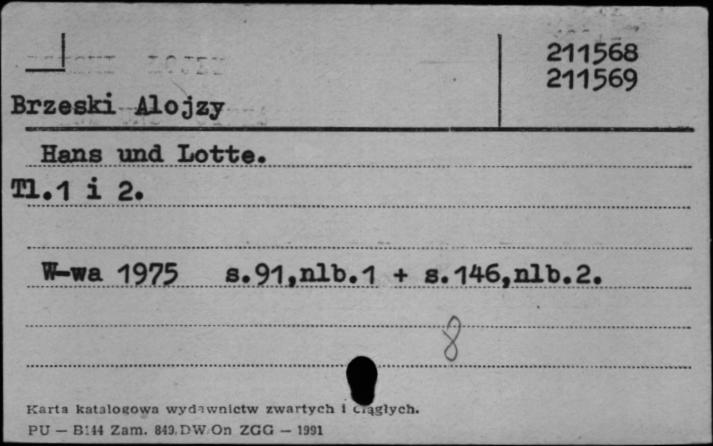 211568
211569
Brzeski Alojzy
Hans und Lotte.
Tl.1 i 2.
W-wa 1975 s.91,nlb.1 + s.146,nlb.2.
8
Karta katalogowa wydawnictw zwartych i ciągłych.
PU — B144 Zam. 849. DW On ZGG — 1991